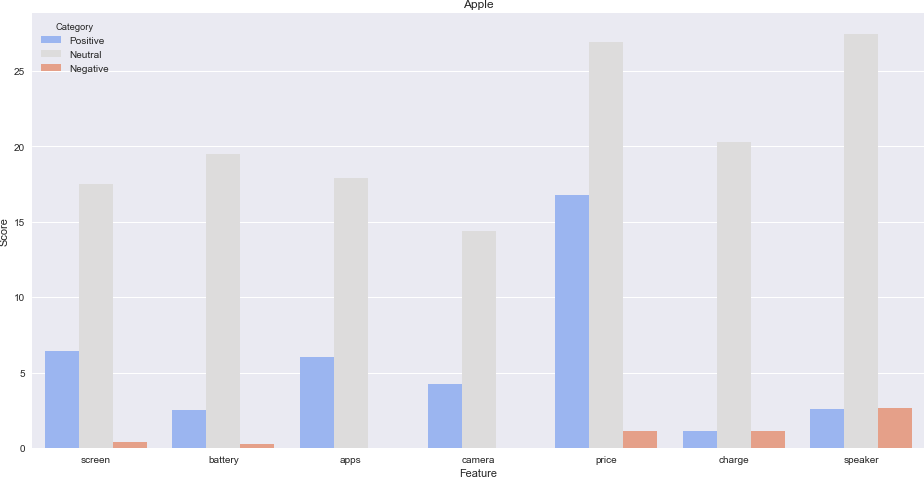 Apple
Category
Positive
Neutral
Negative
25
20
15
10
5
0
Score
screen battery apps camera price charge speaker
Feature